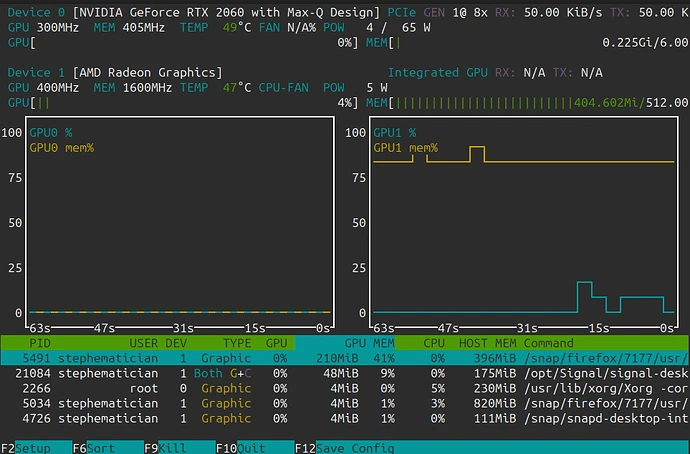 Device 0 [NVIDIA GeForce RTX 2060 with Max-Q Design] PCIe GEN 1@ 8x RX: 50.00 KiB/s TX: 50.00 K
GPU 300MHz MEM 405MHz TEMP 49°C FAN N/A% POW 4 / 65 W
GPU[ 0%] MEM[| 0.225Gi/6.00
Device 1 [AMD Radeon Graphics] Integrated GPU RX: N/A TX: N/A
GPU 400MHz MEM 1600MHz TEMP 47°C CPU-FAN POW 5 W
GPU[|| 4%] MEM[|||||||||||||||||||||||||404.602Mi/512.00
100 GPU0 % 100 GPU1 %
GPU0 mem% GPU1 mem%
75 75
50 50
25 25
0 0
63s 47s 31s 15s 0s 63s 47s 31s 15s 0s
PID USER DEV TYPE GPU GPU MEM CPU HOST MEM Command
5491 stephematician 1 Graphic 0% 210MiB 41% 0% 396MiB /snap/firefox/7177/usr/
21084 stephematician 1 Both G+C 0% 48MiB 9% 0% 175MiB /opt/Signal/signal-desk
2266 root 0 Graphic 0% 4MiB 0% 5% 230MiB /usr/lib/xorg/Xorg -cor
5034 stephematician 1 Graphic 0% 4MiB 1% 3% 820MiB /snap/firefox/7177/usr/
4726 stephematician 1 Graphic 0% 4MiB 1% 0% 111MiB /snap/snapd-desktop-int
F2Setup F6Sort F9Kill F10Quit F12Save Config